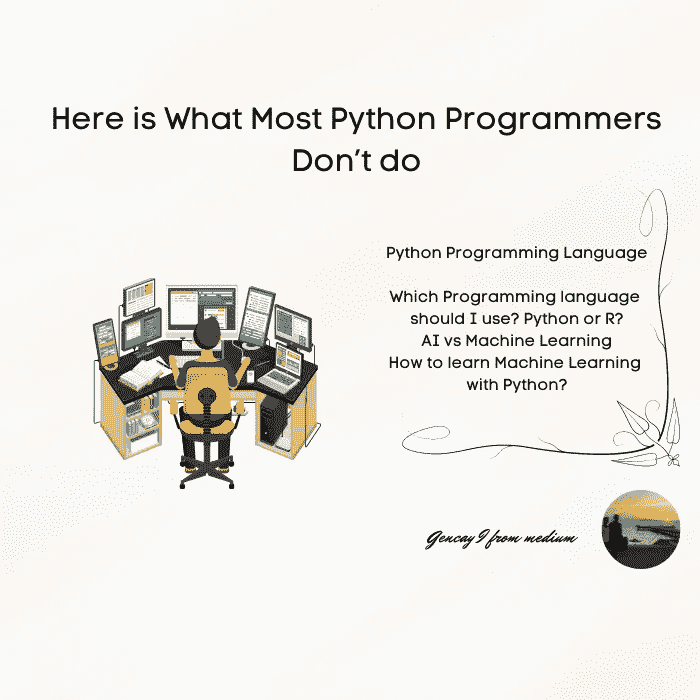 Here is What Most Python Programmers
Don't do
Python Programming Language
Which Programming language
should I use? Python or R?
AI vs Machine Learning
How to learn Machine Learning
with Python?
Gencay I from medium